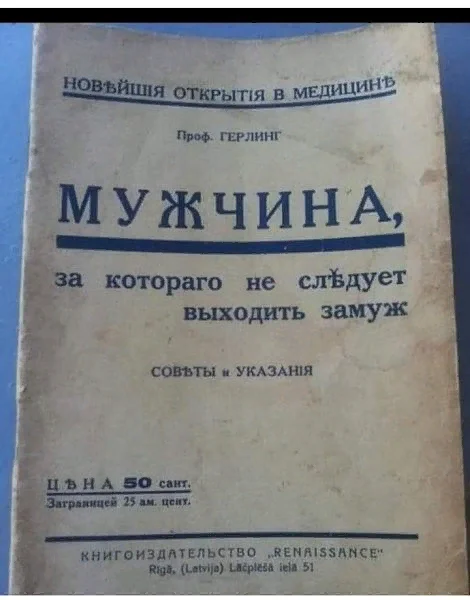 НОВѢЙШІЯ ОТКРЫТІЯ В МЕДИЦИНѢ
Проф. ГЕРЛИНГ
МУЖЧИНА,
за котораго не слѣдует
выходить замуж
СОВѢТЫ и УКАЗАНІЯ
ЦѢНА 50 сант.
Заграницей 25 ам. цент.
КНИГОИЗДАТЕЛЬСТВО „RENAISSANCE“
Rīgā, (Latvija) Lāčplēša ielā 51